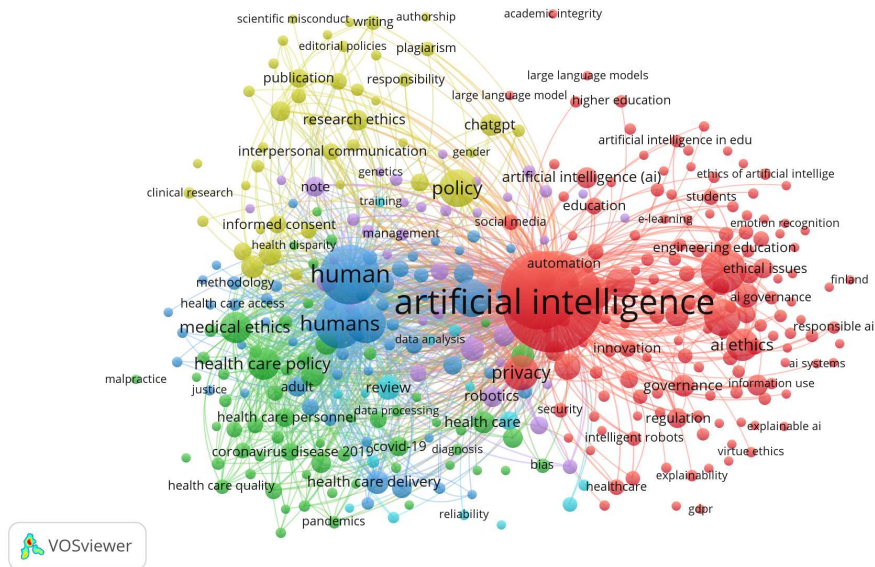 academic integrity
scientific misconduct
writing
authorship
editorial policies
plagiarism
publication
responsibility
large language models
large language model
higher education
research ethics
chatgpt
artificial intelligence in edu
interpersonal communication
gender
genetics
artificial intelligence (ai)
ethics of artificial intellige
clinical research
note
policy
training
education
students
informed consent
social media
e-learning
emotion recognition
management
health disparity
engineering education
human
automation
ethical issues
methodology
finland
health care access
artificial intelligence
ai governance
medical ethics
humans
responsible ai
data analysis
innovation
ai ethics
health care policy
privacy
ai systems
malpractice
justice
adult
review
robotics
governance
information use
health care personnel
data processing
security
health care
regulation
explainable ai
intelligent robots
coronavirus disease 2019
covid-19
diagnosis
virtue ethics
bias
health care quality
health care delivery
healthcare
explainability
pandemics
reliability
gdpr
VOSviewer